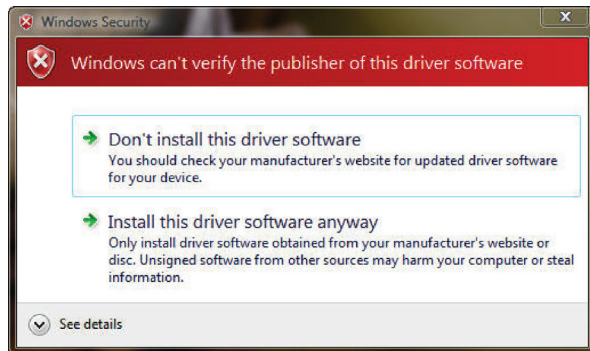 Windows Security
Windows can't verify the publisher of this driver software
Don't install this driver software
You should check your manufacturer's website for updated driver software
for your device.
Install this driver software anyway
Only install driver software obtained from your manufacturer's website or
disc. Unsigned software from other sources may harm your computer or steal
information.
See details